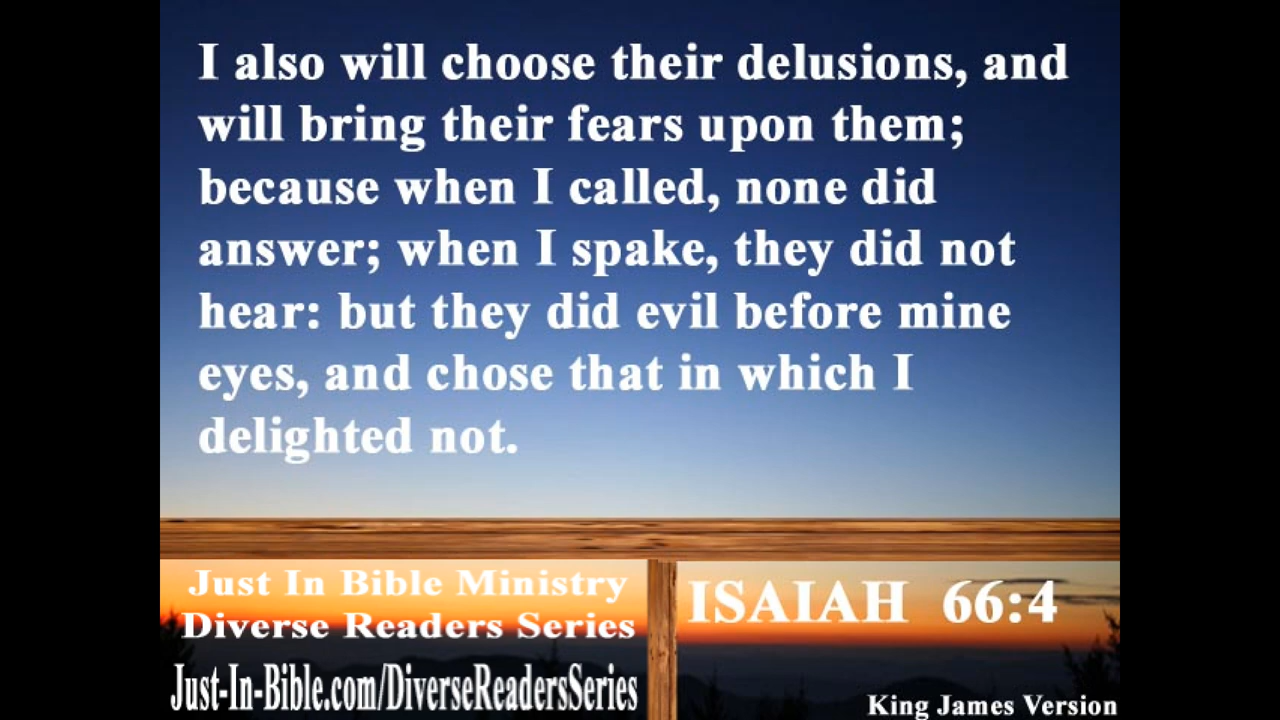 I also will choose their delusions, and
will bring their fears upon them;
because when I called, none did
answer; when I spake, they did not
hear: but they did evil before mine
eyes, and chose that in which I
delighted not.
Just In Bible Ministry
Diverse Readers Series
Just-In-Bible.com/DiverseReadersSeries
ISAIAH 66:4
King James Version